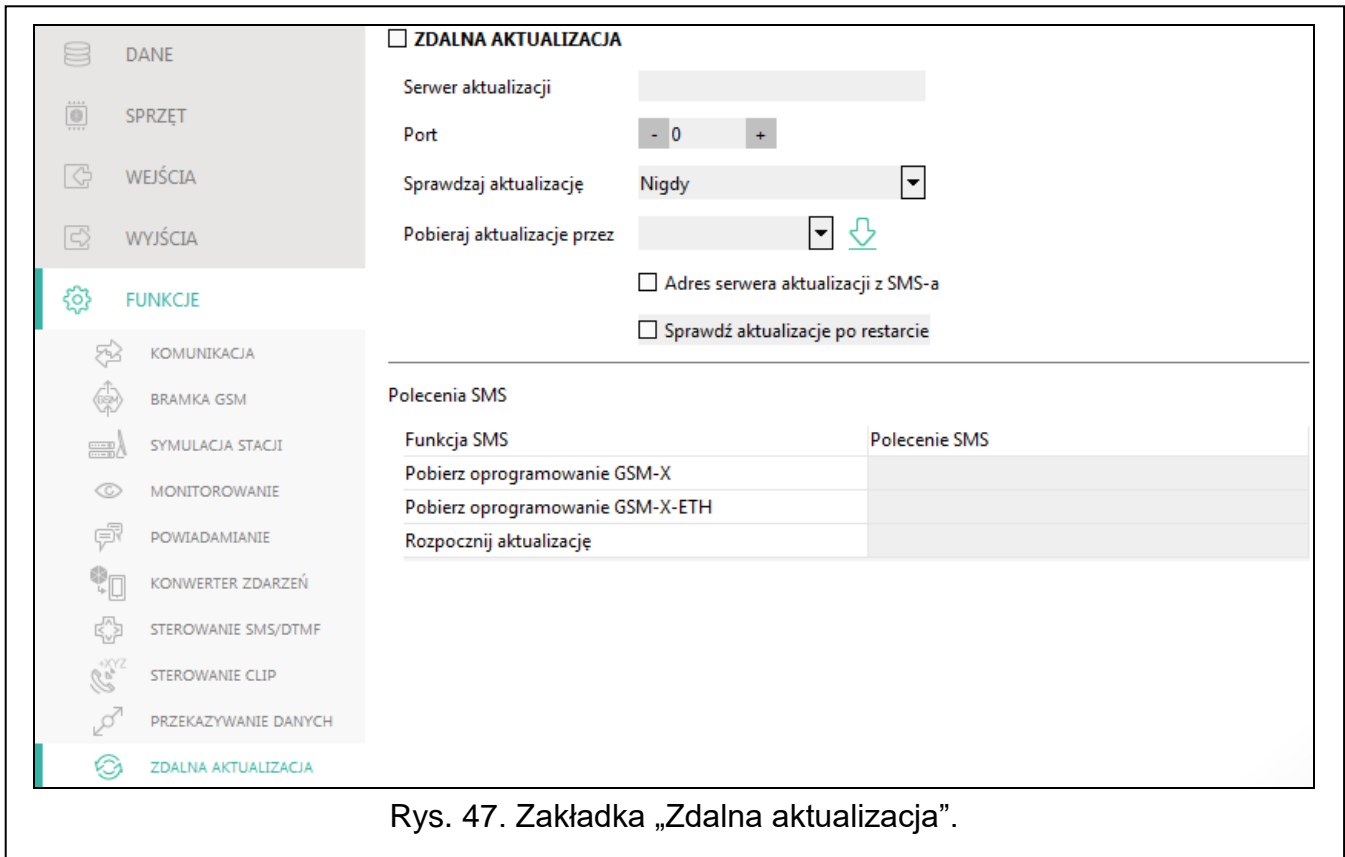 DANE
SPRZĘT
WEJŚCIA
WYJŚCIA
FUNKCJE
KOMUNIKACJA
GSM
BRAMKA GSM
SYMULACJA STACJI
MONITOROWANIE
POWIADAMIANIE
KONWERTER ZDARZEŃ
STEROWANIE SMS/DTMF
+XYZ
STEROWANIE CLIP
PRZEKAZYWANIE DANYCH
ZDALNA AKTUALIZACJA
ZDALNA AKTUALIZACJA
Serwer aktualizacji
Port - 0 +
Sprawdzaj aktualizację Nigdy
Pobieraj aktualizacje przez
Adres serwera aktualizacji z SMS-a
Sprawdź aktualizacje po restarcie
Polecenia SMS
Funkcja SMS Polecenie SMS
Pobierz oprogramowanie GSM-X
Pobierz oprogramowanie GSM-X-ETH
Rozpocznij aktualizację
Rys. 47. Zakładka „Zdalna aktualizacja”.